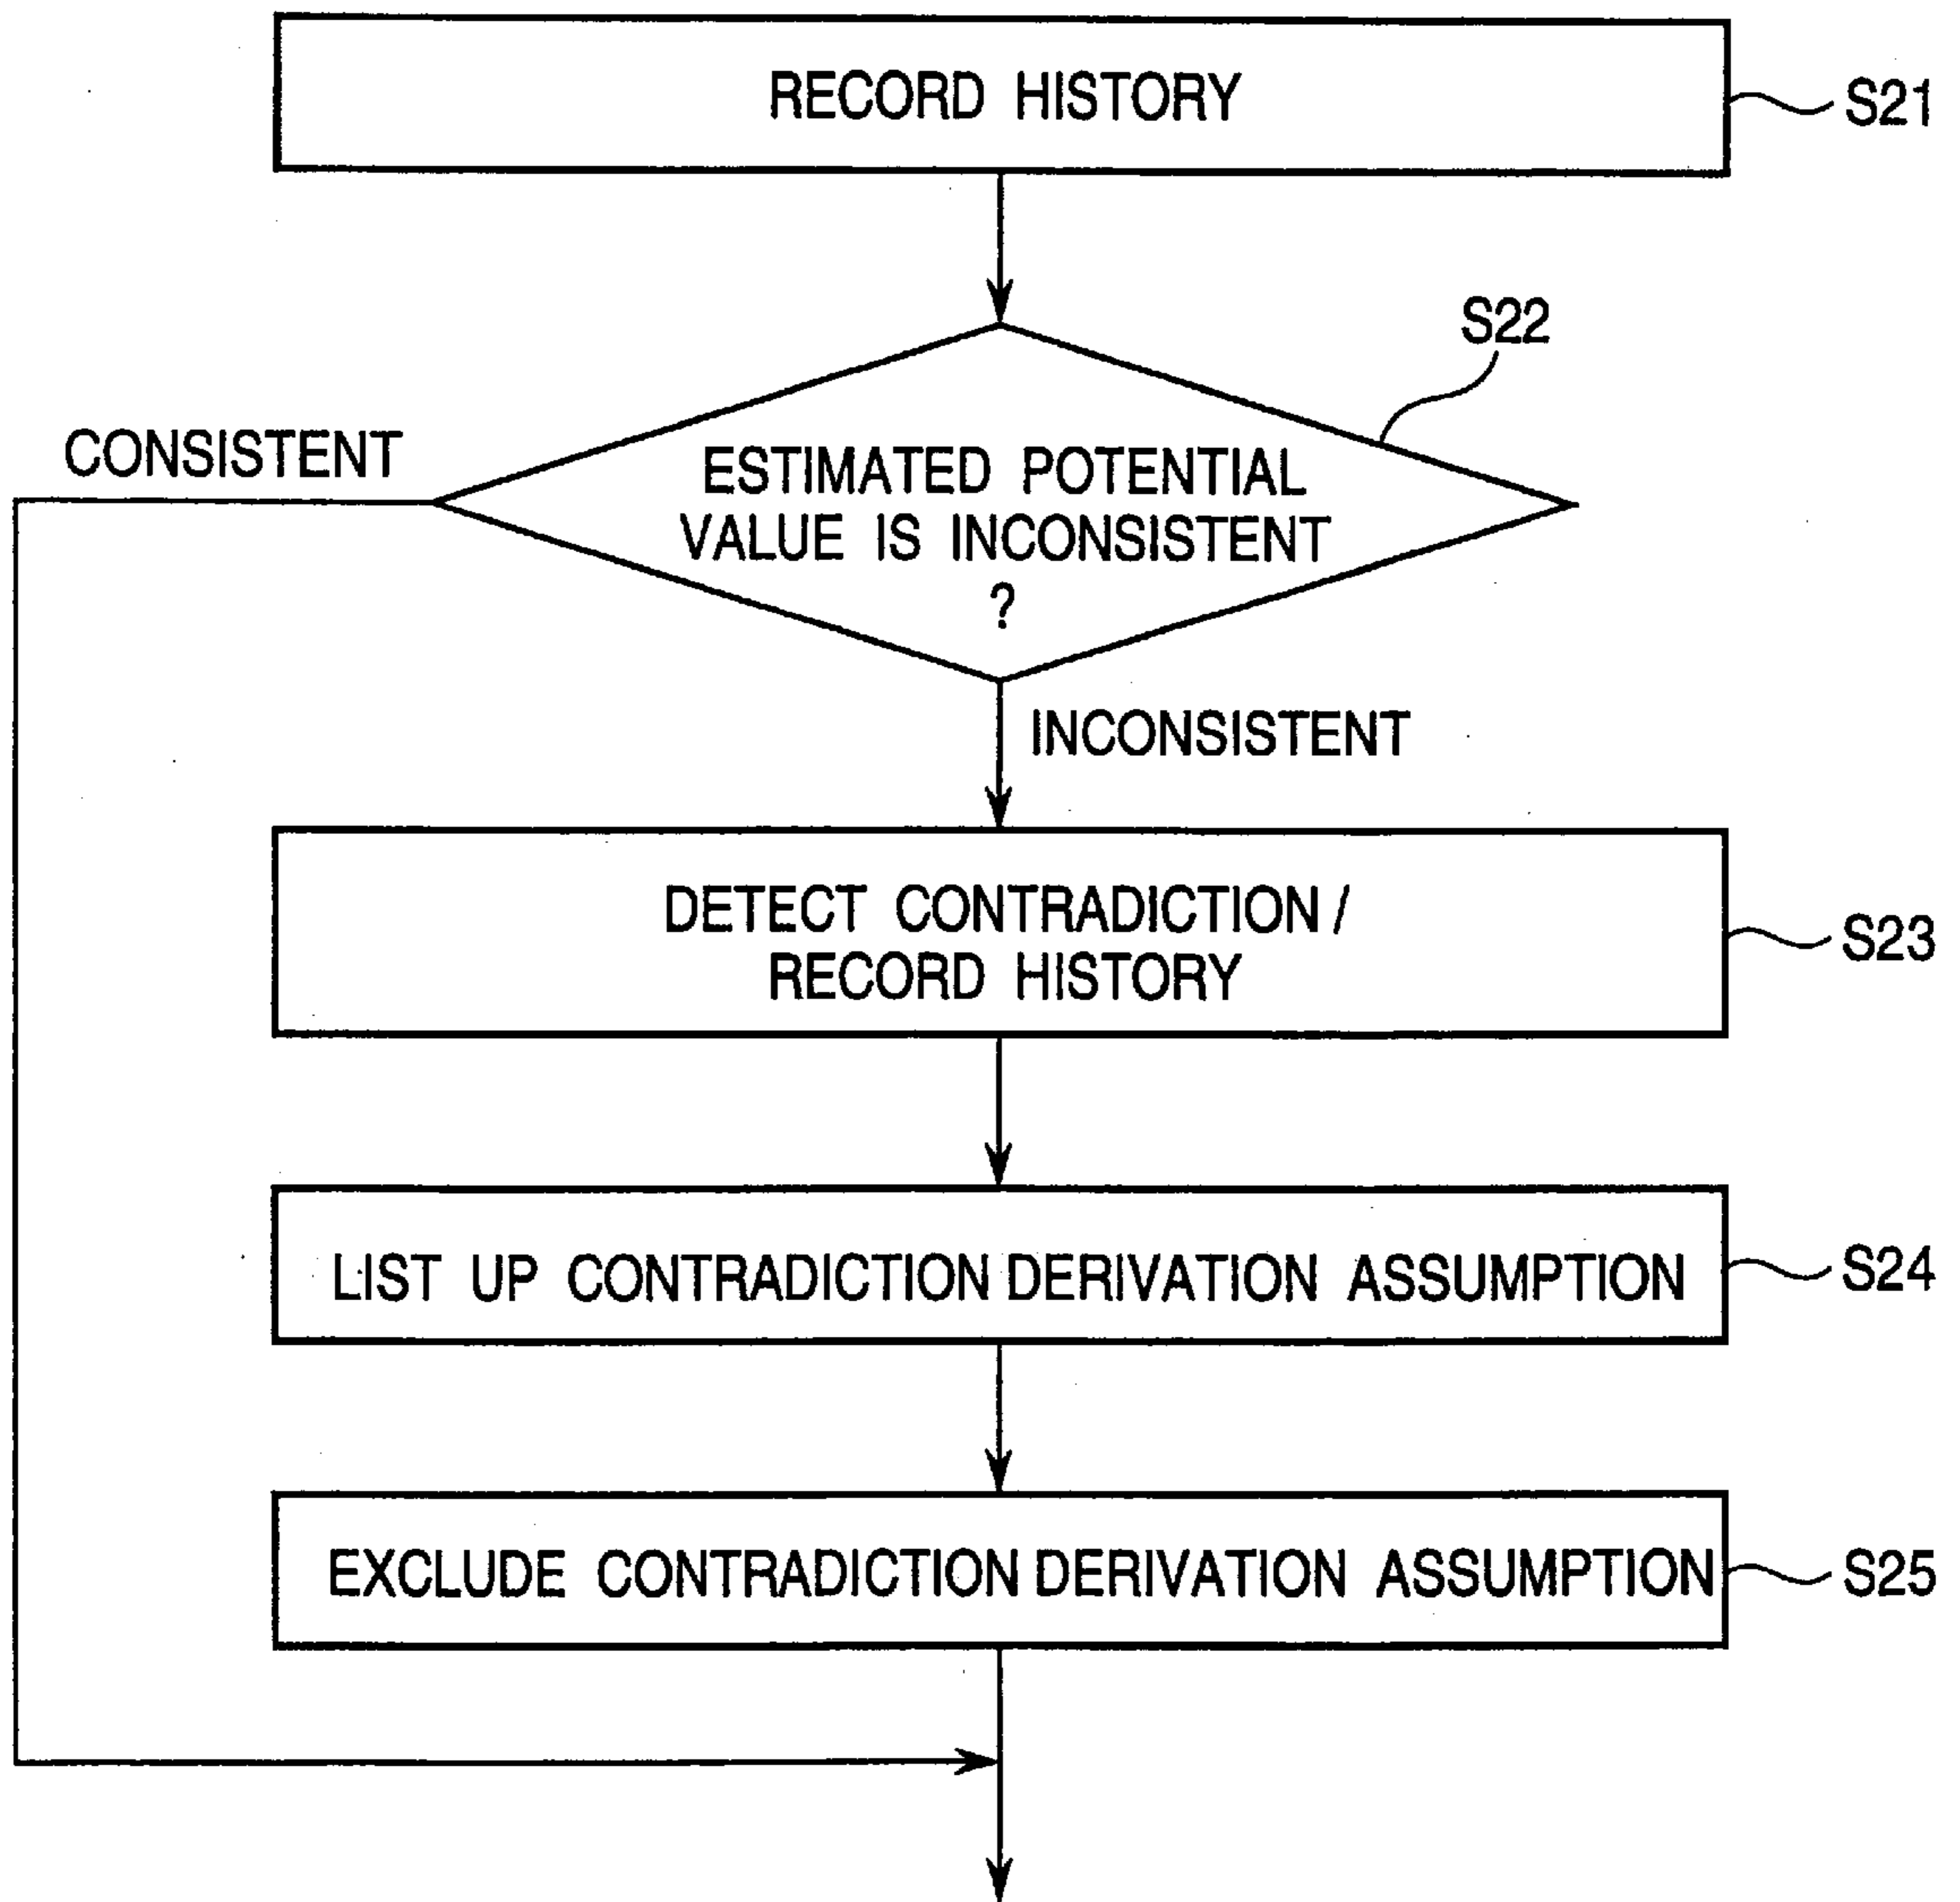 RECORD HISTORY
S21
S22
CONSISTENT
ESTIMATED POTENTIAL
VALUE IS INCONSISTENT
?
INCONSISTENT
DETECT CONTRADICTION /
RECORD HISTORY
S23
LIST UP CONTRADICTION DERIVATION ASSUMPTION
S24
EXCLUDE CONTRADICTION DERIVATION ASSUMPTION
S25